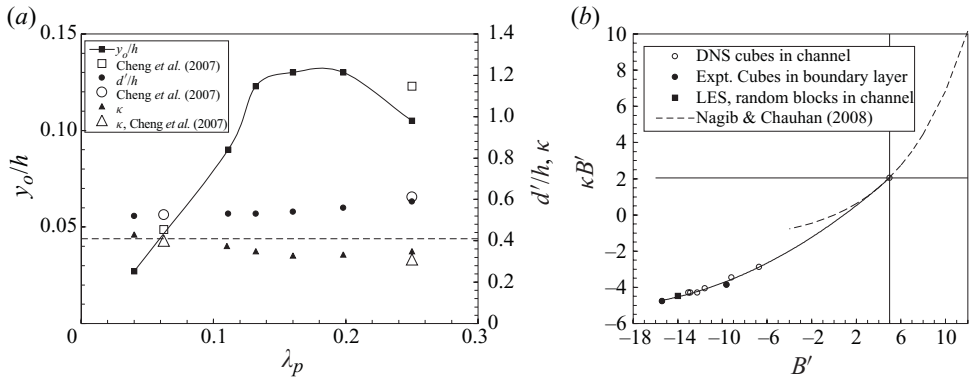 (a)
0.15
0.10
0.05
0
y_o/h
1.4
1.2
1.0
0.8
0.6
0.4
0.2
0
d′/h, κ
y_o/h
Cheng et al. (2007)
d′/h
Cheng et al. (2007)
κ
κ, Cheng et al. (2007)
0.1
0.2
0.3
λ_p
(b)
10
8
6
4
2
0
−2
−4
−6
κB′
DNS cubes in channel
Expt. Cubes in boundary layer
LES, random blocks in channel
Nagib & Chauhan (2008)
−18
−14
−10
−6
−2
2
6
10
B′